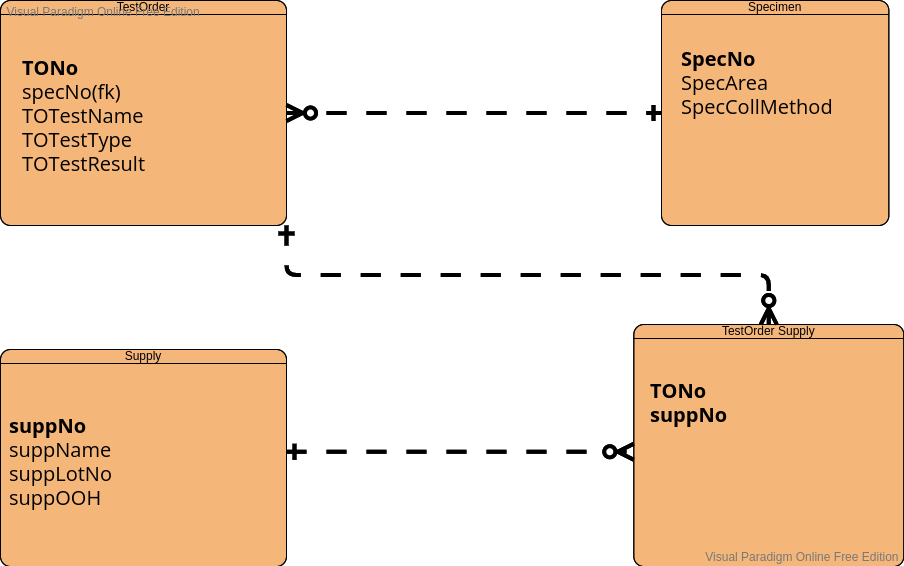 TestOrder
Visual Paradigm Online Free Edition
TONo
specNo(fk)
TOTestName
TOTestType
TOTestResult
Specimen
SpecNo
SpecArea
SpecCollMethod
Supply
suppNo
suppName
suppLotNo
suppOOH
TestOrder Supply
TONo
suppNo
Visual Paradigm Online Free Edition